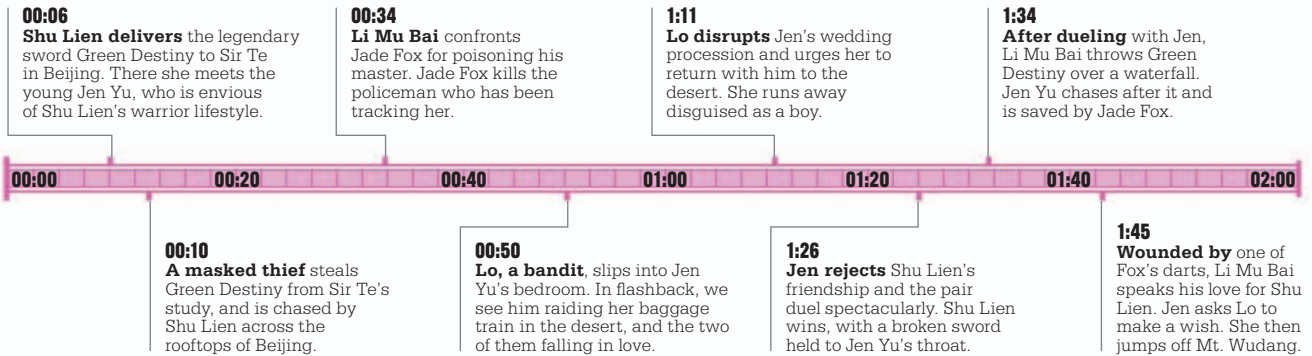 00:06
Shu Lien delivers the legendary
sword Green Destiny to Sir Te
in Beijing. There she meets the
young Jen Yu, who is envious
of Shu Lien's warrior lifestyle.
00:34
Li Mu Bai confronts
Jade Fox for poisoning his
master. Jade Fox kills the
policeman who has been
tracking her.
1:11
Lo disrupts Jen's wedding
procession and urges her to
return with him to the
desert. She runs away
disguised as a boy.
1:34
After dueling with Jen,
Li Mu Bai throws Green
Destiny over a waterfall.
Jen Yu chases after it and
is saved by Jade Fox.
00:00 00:20 00:40 01:00 01:20 01:40 02:00
00:10
A masked thief steals
Green Destiny from Sir Te's
study, and is chased by
Shu Lien across the
rooftops of Beijing.
00:50
Lo, a bandit, slips into Jen
Yu's bedroom. In flashback, we
see him raiding her baggage
train in the desert, and the two
of them falling in love.
1:26
Jen rejects Shu Lien's
friendship and the pair
duel spectacularly. Shu Lien
wins, with a broken sword
held to Jen Yu's throat.
1:45
Wounded by one of
Fox's darts, Li Mu Bai
speaks his love for Shu
Lien. Jen asks Lo to
make a wish. She then
jumps off Mt. Wudang.